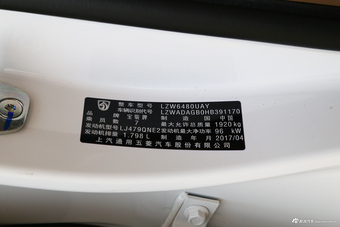 整车型号 LZW6480UAY
车辆识别代号 LZWADAGB0HB391170
品牌 宝骏牌 制造国 中国
乘员数 7 最大允许总质量 1920 kg
发动机型号 LJ479QNE2 发动机最大净功率 96 kW
发动机排量 1.798 L 制造年月 2017/04
上汽通用五菱汽车股份有限公司